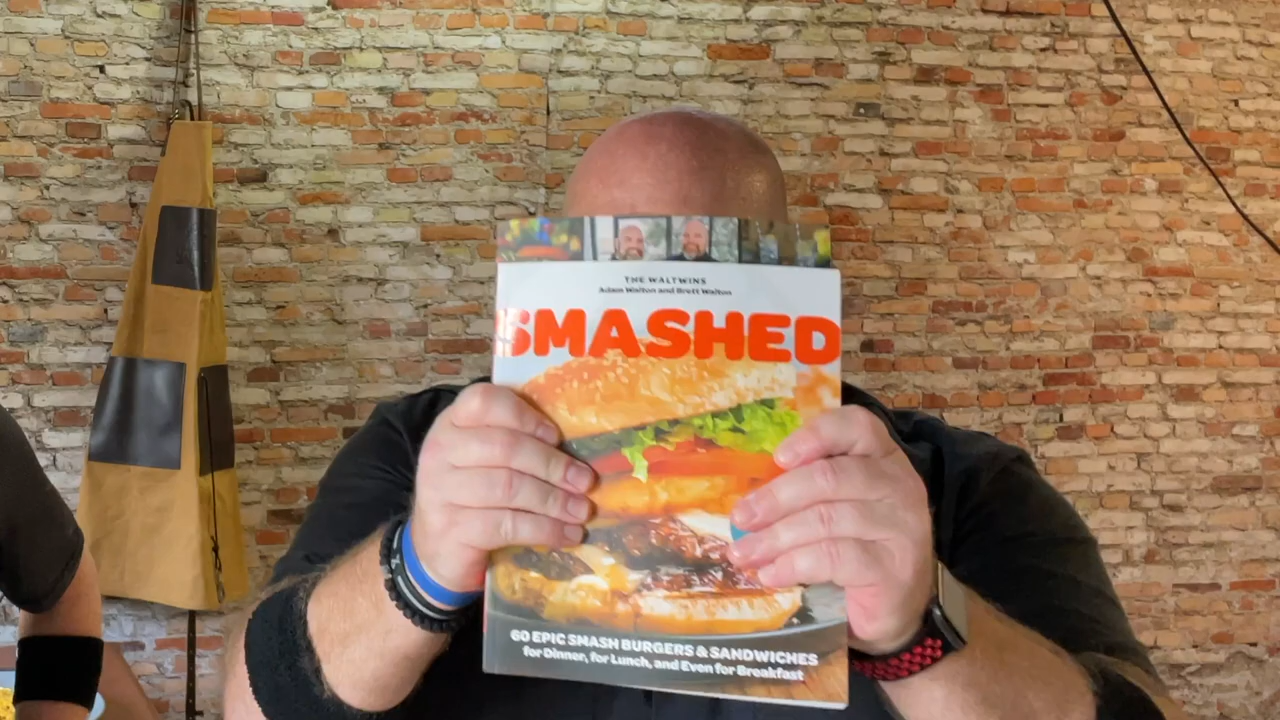 THE WALTWINS
Adam Walton and Brett Walton
SMASHED
60 EPIC SMASH BURGERS & SANDWICHES
for Dinner, for Lunch, and Even for Breakfast